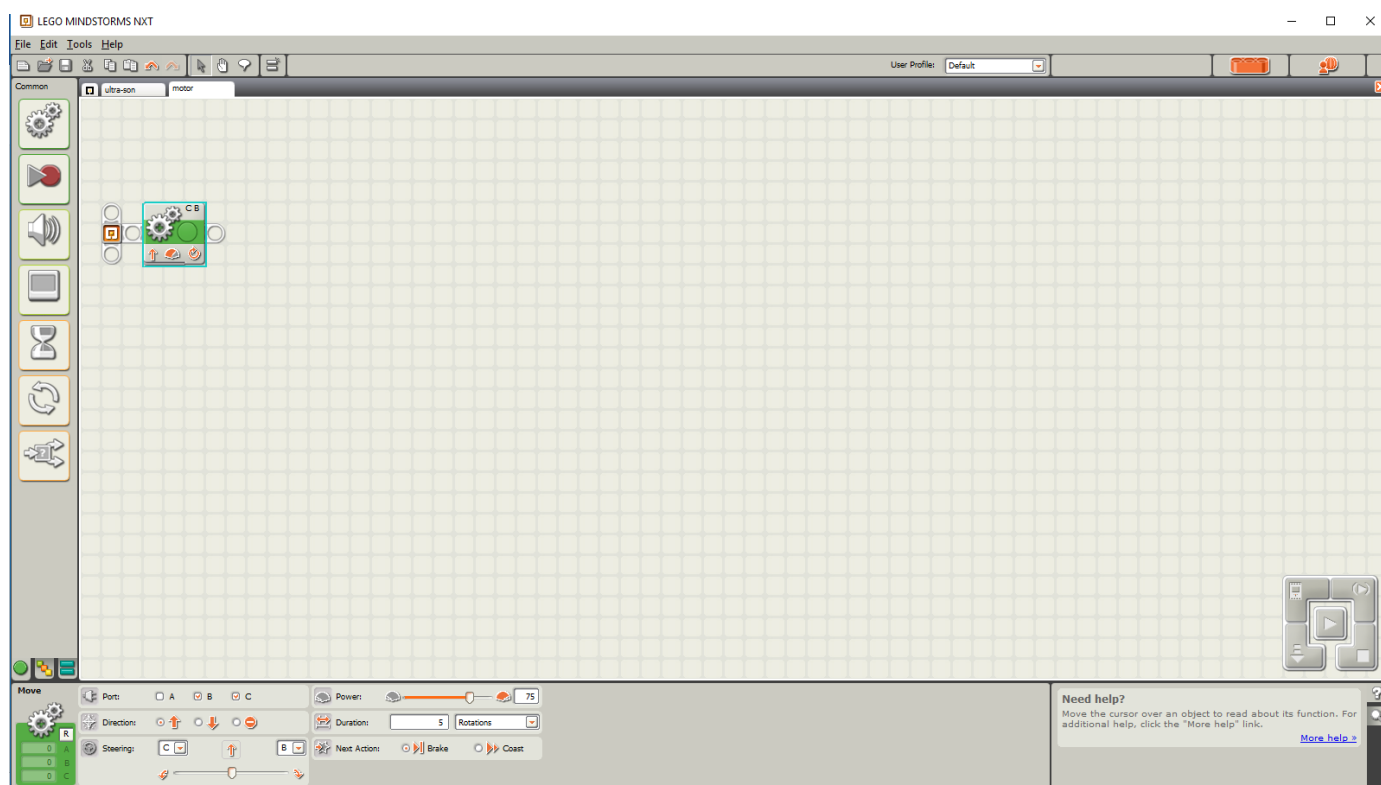 LEGO MINDSTORMS NXT
File Edit Tools Help
User Profile: Default
Common
ultra-son motor
C B
Move
Port: A B C
Power: 75
Direction:
Duration: 5 Rotations
Steering: C B
Next Action: Brake Coast
R
0 A
0 B
0 C
Need help?
Move the cursor over an object to read about its function. For
additional help, click the "More help" link.
More help »